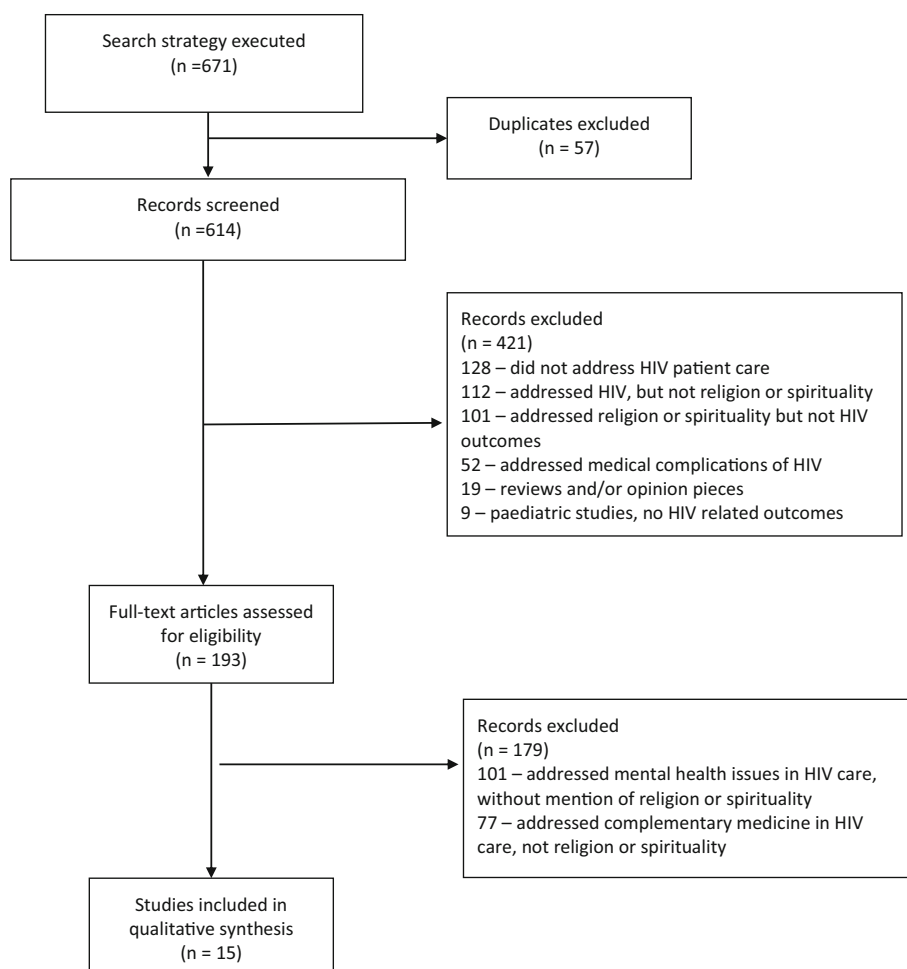 Search strategy executed
(n =671)
Duplicates excluded
(n = 57)
Records screened
(n =614)
Records excluded
(n = 421)
128 – did not address HIV patient care
112 – addressed HIV, but not religion or spirituality
101 – addressed religion or spirituality but not HIV
outcomes
52 – addressed medical complications of HIV
19 – reviews and/or opinion pieces
9 – paediatric studies, no HIV related outcomes
Full-text articles assessed
for eligibility
(n = 193)
Records excluded
(n = 179)
101 – addressed mental health issues in HIV care,
without mention of religion or spirituality
77 – addressed complementary medicine in HIV
care, not religion or spirituality
Studies included in
qualitative synthesis
(n = 15)